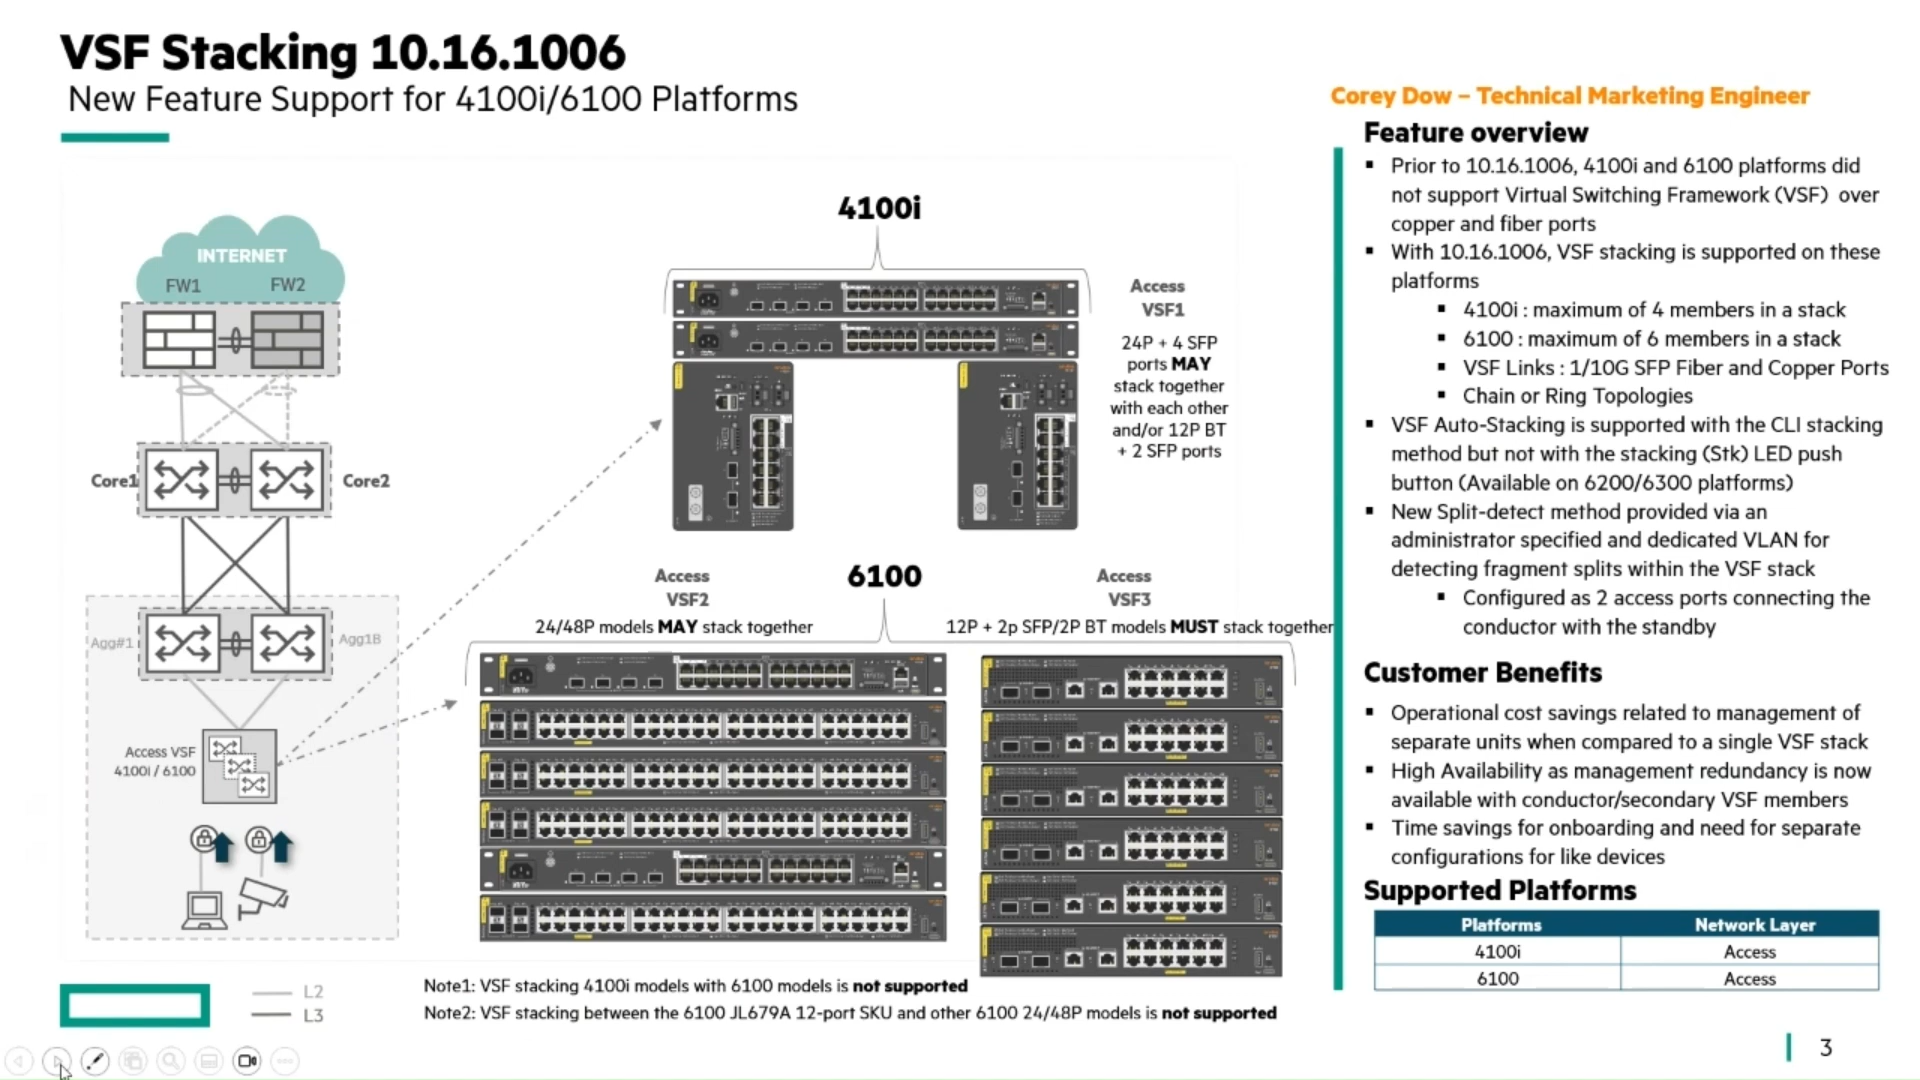 VSF Stacking 10.16.1006
New Feature Support for 4100i/6100 Platforms
INTERNET
FW1
FW2
Core1
Core2
Agg#1
Agg1B
Access VSF
4100I / 6100
4100i
Access
VSF1
24P + 4 SFP
ports MAY
stack together
with each other
and/or 12P BT
+ 2 SFP ports
6100
Access
VSF2
24/48P models MAY stack together
Access
VSF3
12P + 2p SFP/2P BT models MUST stack together
L2
L3
Note1: VSF stacking 4100i models with 6100 models is not supported
Note2: VSF stacking between the 6100 JL679A 12-port SKU and other 6100 24/48P models is not supported
Corey Dow – Technical Marketing Engineer
Feature overview
▪ Prior to 10.16.1006, 4100i and 6100 platforms did
not support Virtual Switching Framework (VSF) over
copper and fiber ports
▪ With 10.16.1006, VSF stacking is supported on these
platforms
▪ 4100i : maximum of 4 members in a stack
▪ 6100 : maximum of 6 members in a stack
▪ VSF Links : 1/10G SFP Fiber and Copper Ports
▪ Chain or Ring Topologies
▪ VSF Auto-Stacking is supported with the CLI stacking
method but not with the stacking (Stk) LED push
button (Available on 6200/6300 platforms)
▪ New Split-detect method provided via an
administrator specified and dedicated VLAN for
detecting fragment splits within the VSF stack
▪ Configured as 2 access ports connecting the
conductor with the standby
Customer Benefits
▪ Operational cost savings related to management of
separate units when compared to a single VSF stack
▪ High Availability as management redundancy is now
available with conductor/secondary VSF members
▪ Time savings for onboarding and need for separate
configurations for like devices
Supported Platforms
Platforms Network Layer
4100i Access
6100 Access
3